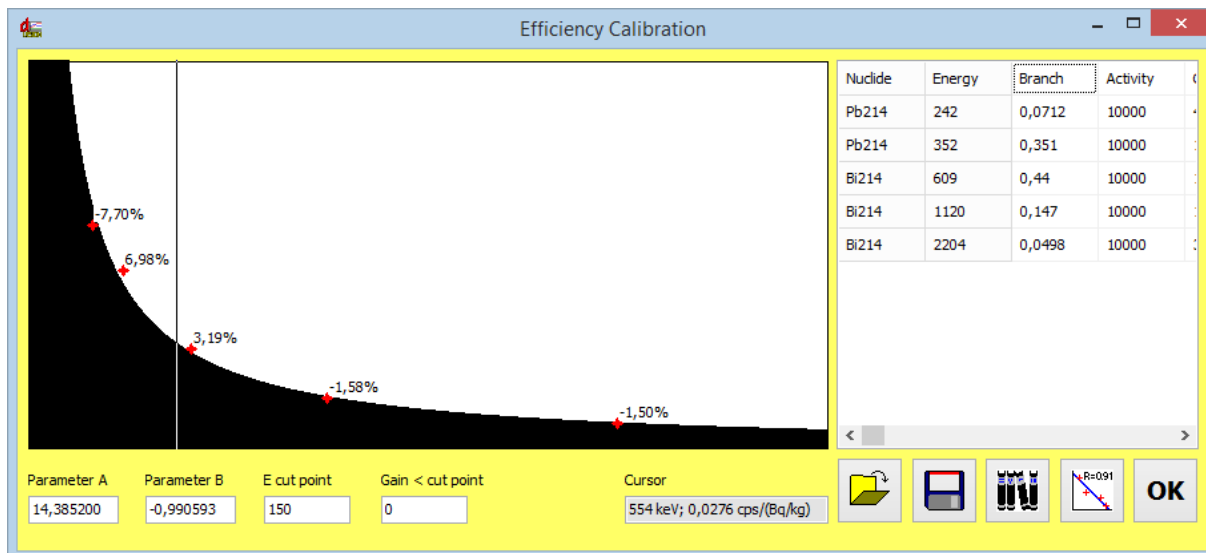 Efficiency Calibration
-7,70%
6,98%
3,19%
-1,58%
-1,50%
Nuclide Energy Branch Activity
Pb214 242 0,0712 10000
Pb214 352 0,351 10000
Bi214 609 0,44 10000
Bi214 1120 0,147 10000
Bi214 2204 0,0498 10000
Parameter A Parameter B E cut point Gain < cut point Cursor
14,385200 -0,990593 150 0 554 keV; 0,0276 cps/(Bq/kg)
R=0.91
OK